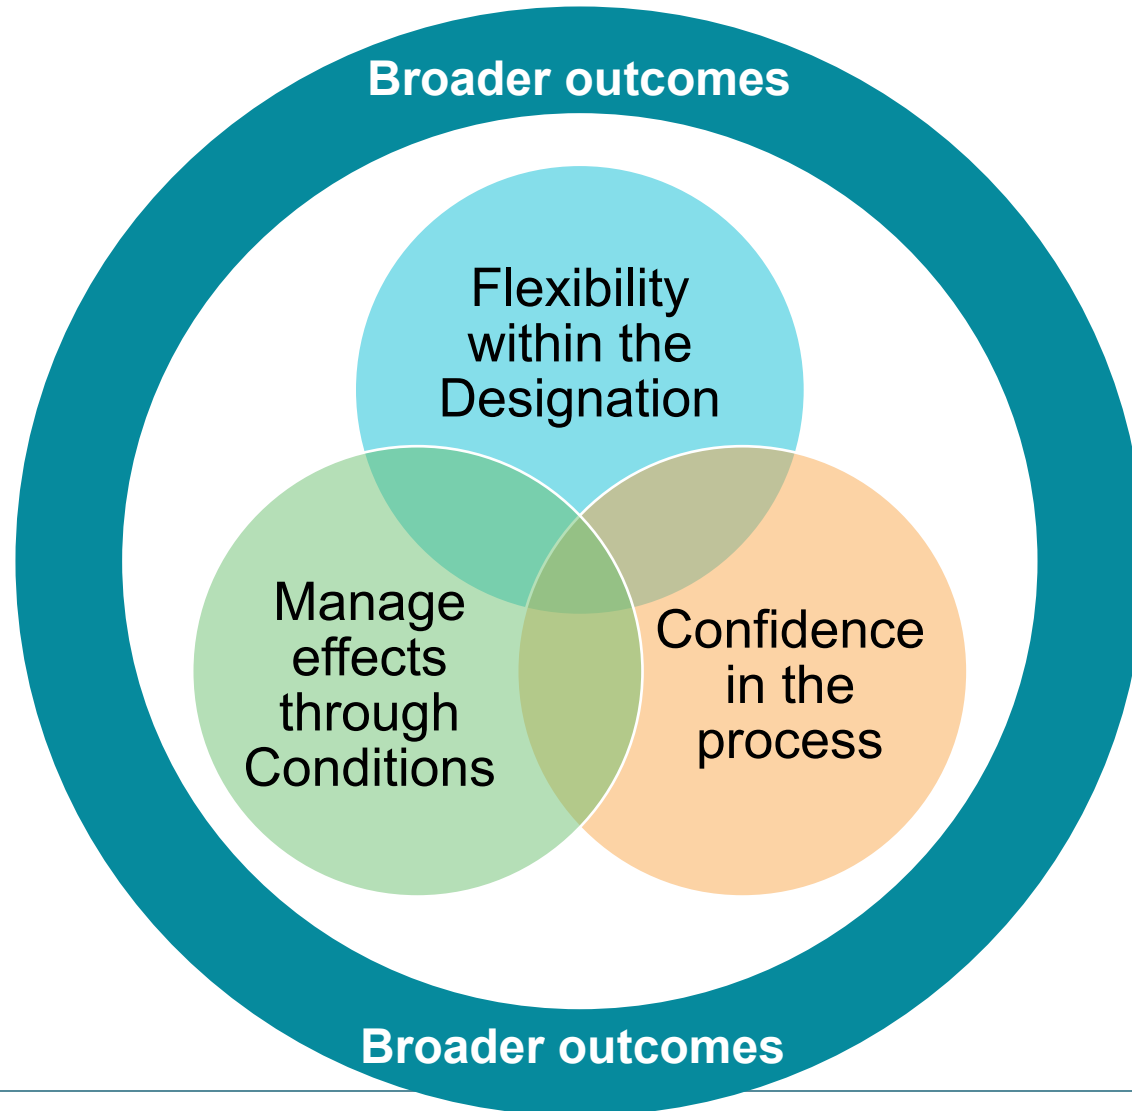 Broader outcomes
Flexibility
within the
Designation
Manage
effects
through
Conditions
Confidence
in the
process
Broader outcomes